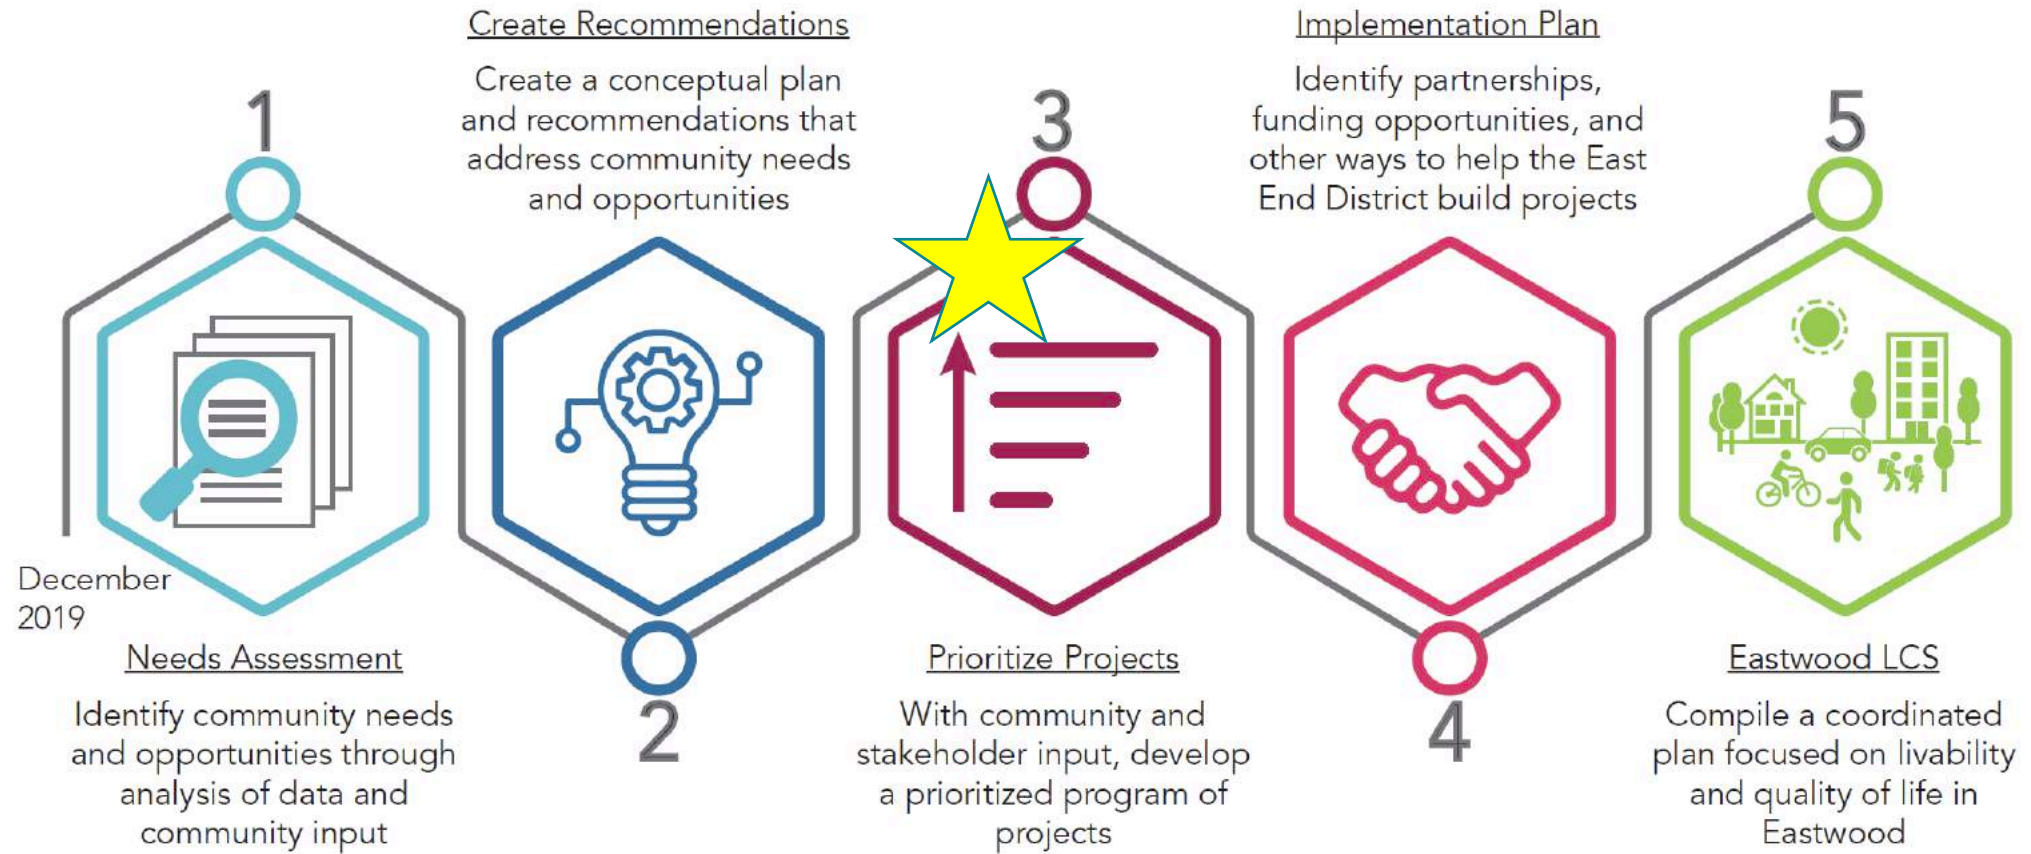 1
December
2019
Needs Assessment
Identify community needs
and opportunities through
analysis of data and
community input
Create Recommendations
Create a conceptual plan
and recommendations that
address community needs
and opportunities
2
3
Prioritize Projects
With community and
stakeholder input, develop
a prioritized program of
projects
Implementation Plan
Identify partnerships,
funding opportunities, and
other ways to help the East
End District build projects
4
5
Eastwood LCS
Compile a coordinated
plan focused on livability
and quality of life in
Eastwood